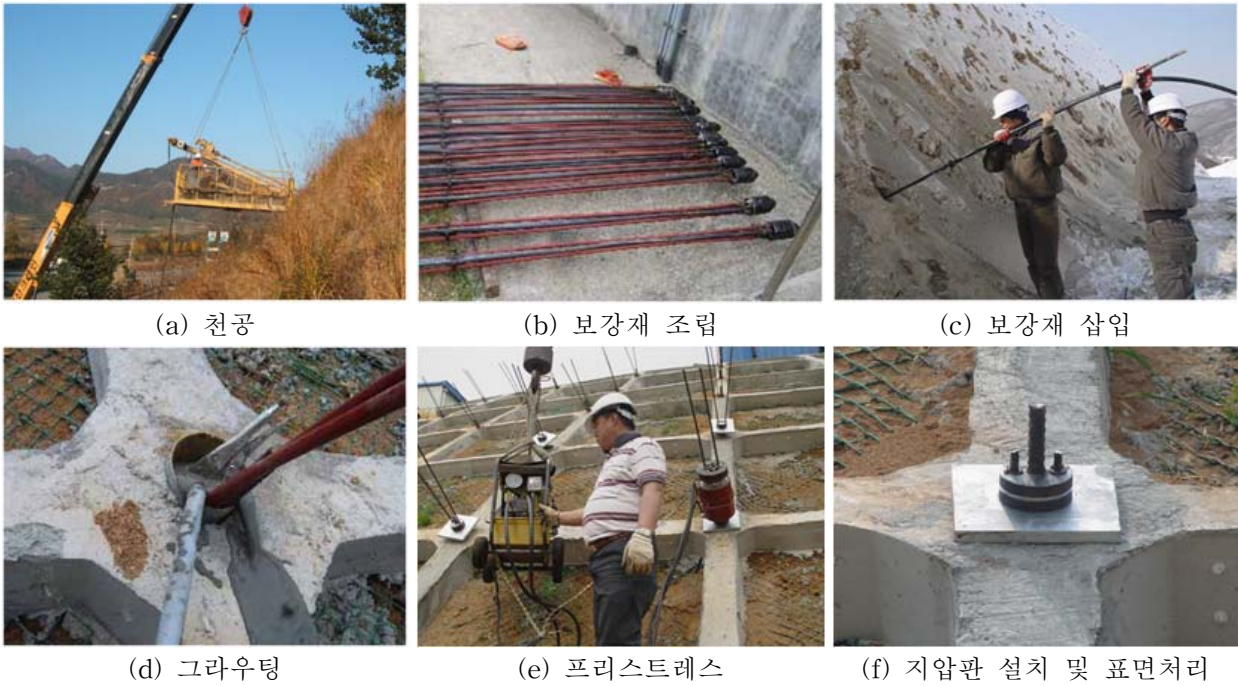 (a) 천공
(b) 보강재 조립
(c) 보강재 삽입
(d) 그라우팅
(e) 프리스트레스
(f) 지압판 설치 및 표면처리